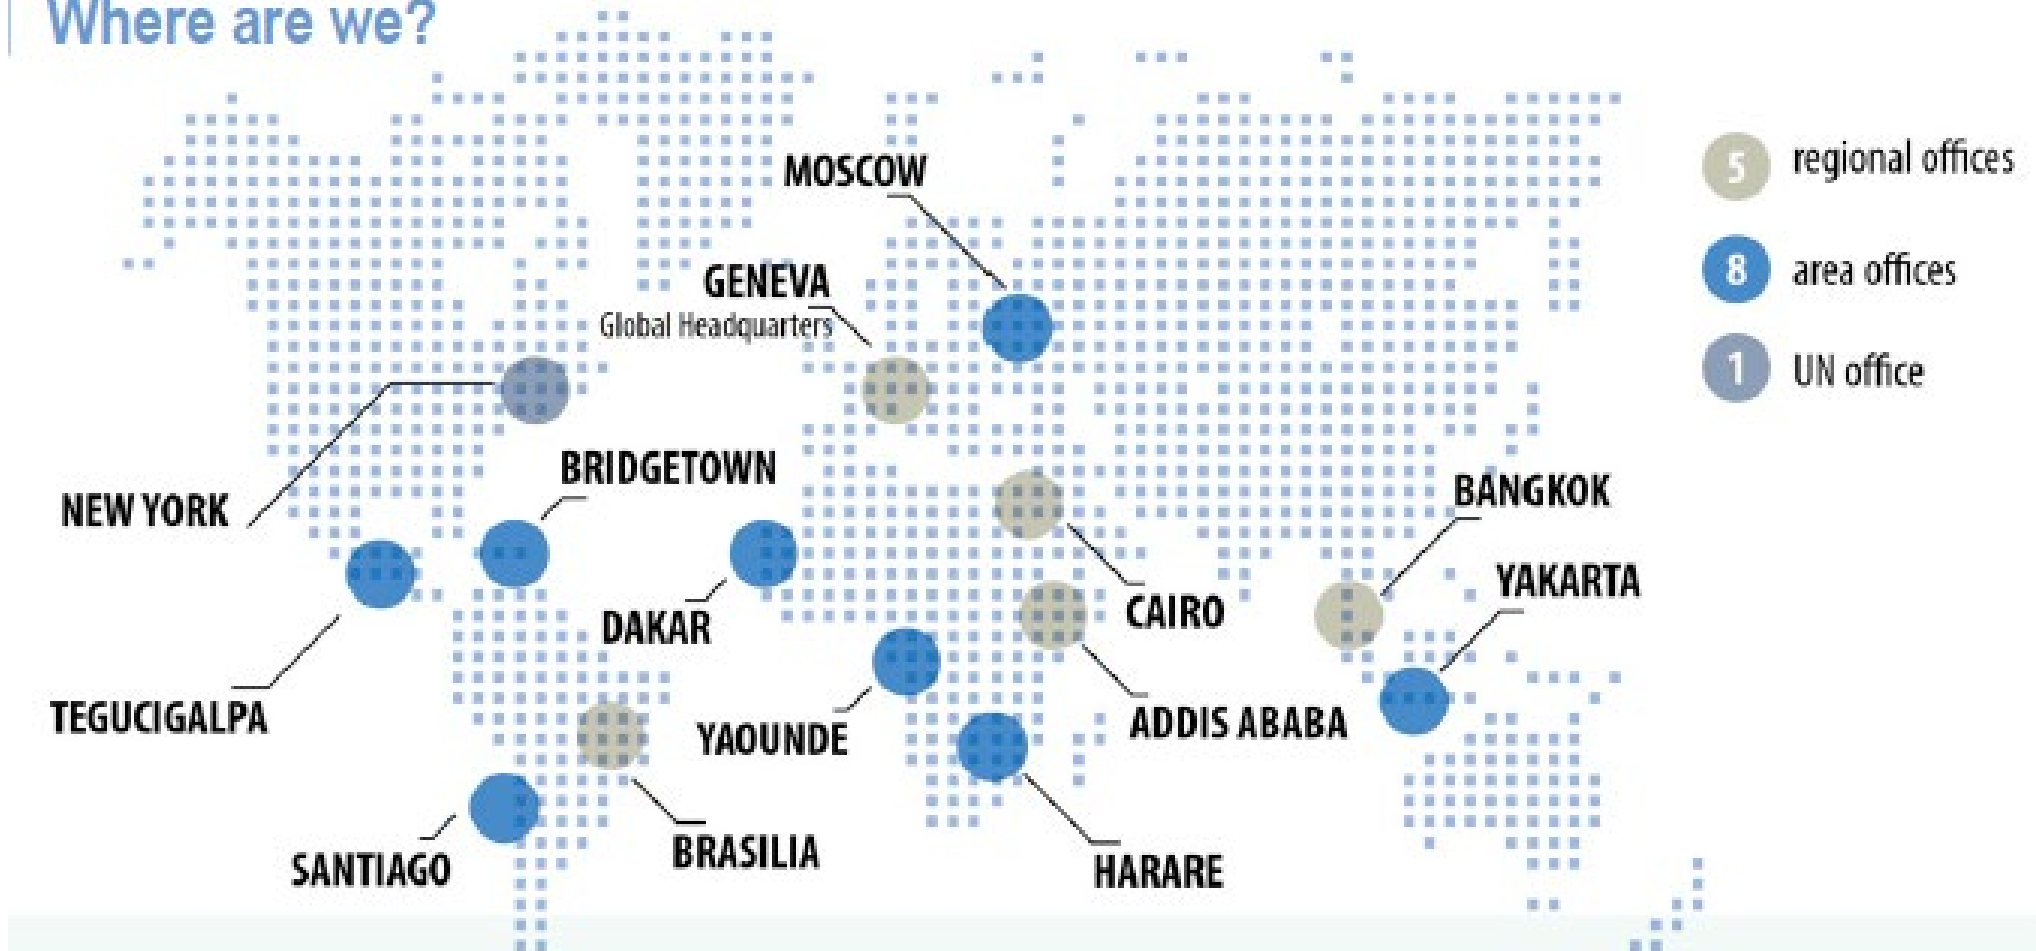 Where are we?
MOSCOW
5 regional offices
GENEVA
Global Headquarters
8 area offices
1 UN office
BRIDGETOWN
NEW YORK
BANGKOK
YAKARTA
DAKAR
CAIRO
TEGUCIGALPA
YAOUNDE
ADDIS ABABA
BRASILIA
SANTIAGO
HARARE